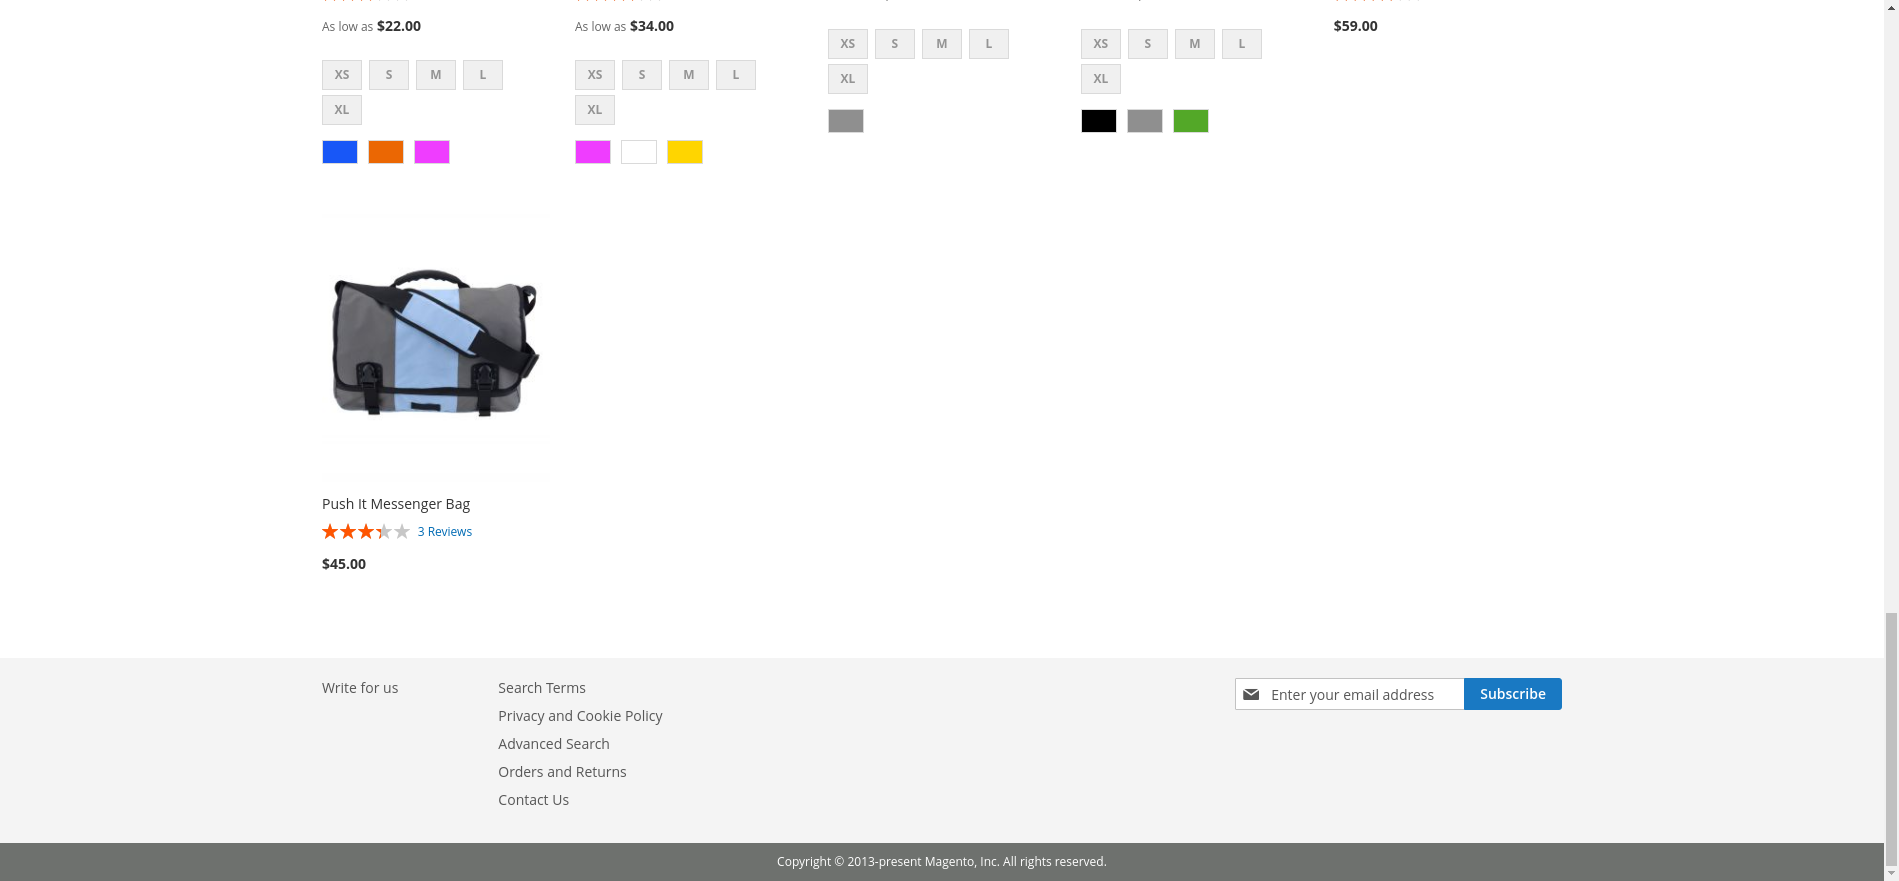 As low as $22.00
As low as $34.00
$59.00
XS S M L
XL
XS S M L
XL
XS S M L
XL
XS S M L
XL
Push It Messenger Bag
3 Reviews
$45.00
Write for us
Search Terms
Privacy and Cookie Policy
Advanced Search
Orders and Returns
Contact Us
Enter your email address
Subscribe
Copyright © 2013-present Magento, Inc. All rights reserved.